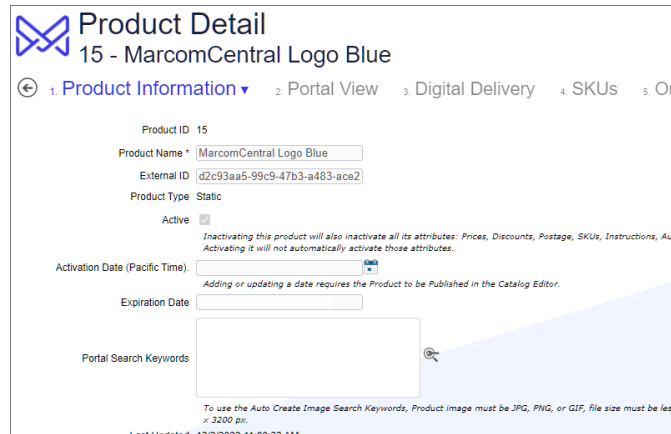 Product Detail
15 - MarcomCentral Logo Blue
1. Product Information ▾ 2. Portal View 3. Digital Delivery 4. SKUs 5. Or
Product ID 15
Product Name * MarcomCentral Logo Blue
External ID d2c93aa5-99c9-47b3-a483-ace2
Product Type Static
Active
Inactivating this product will also inactivate all its attributes: Prices, Discounts, Postage, SKUs, Instructions, Au
Activating it will not automatically activate those attributes.
Activation Date (Pacific Time).
Adding or updating a date requires the Product to be Published in the Catalog Editor.
Expiration Date
Portal Search Keywords
To use the Auto Create Image Search Keywords, Product image must be JPG, PNG, or GIF, file size must be les
x 3200 px.